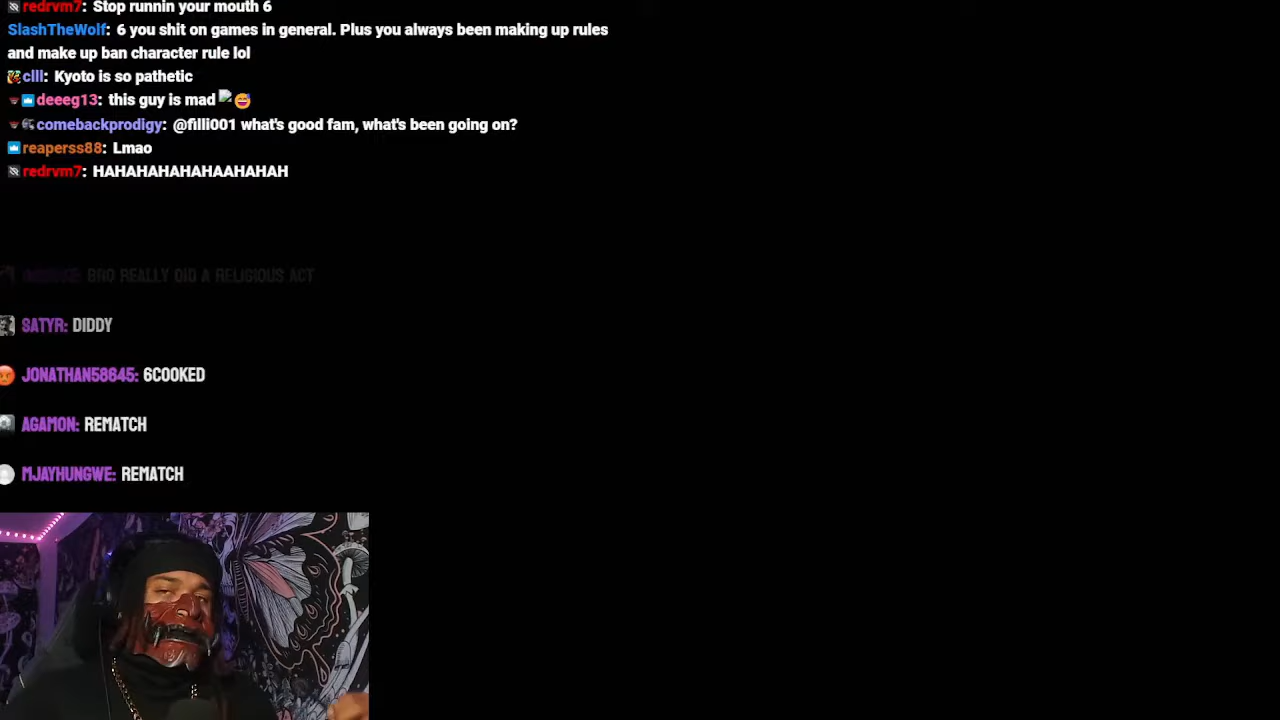 redrvm7: Stop runnin your mouth 6
SlashTheWolf: 6 you shit on games in general. Plus you always been making up rules
and make up ban character rule lol
clll: Kyoto is so pathetic
deeeg13: this guy is mad
comebackprodigy: @filli001 what's good fam, what's been going on?
reaperss88: Lmao
redrvm7: HAHAHAHAHAHAAHAHAH
BRO REALLY DID A RELIGIOUS ACT
SATYR: DIDDY
JONATHAN58645: 6COOKED
AGAMON: REMATCH
MJAYHUNGWE: REMATCH